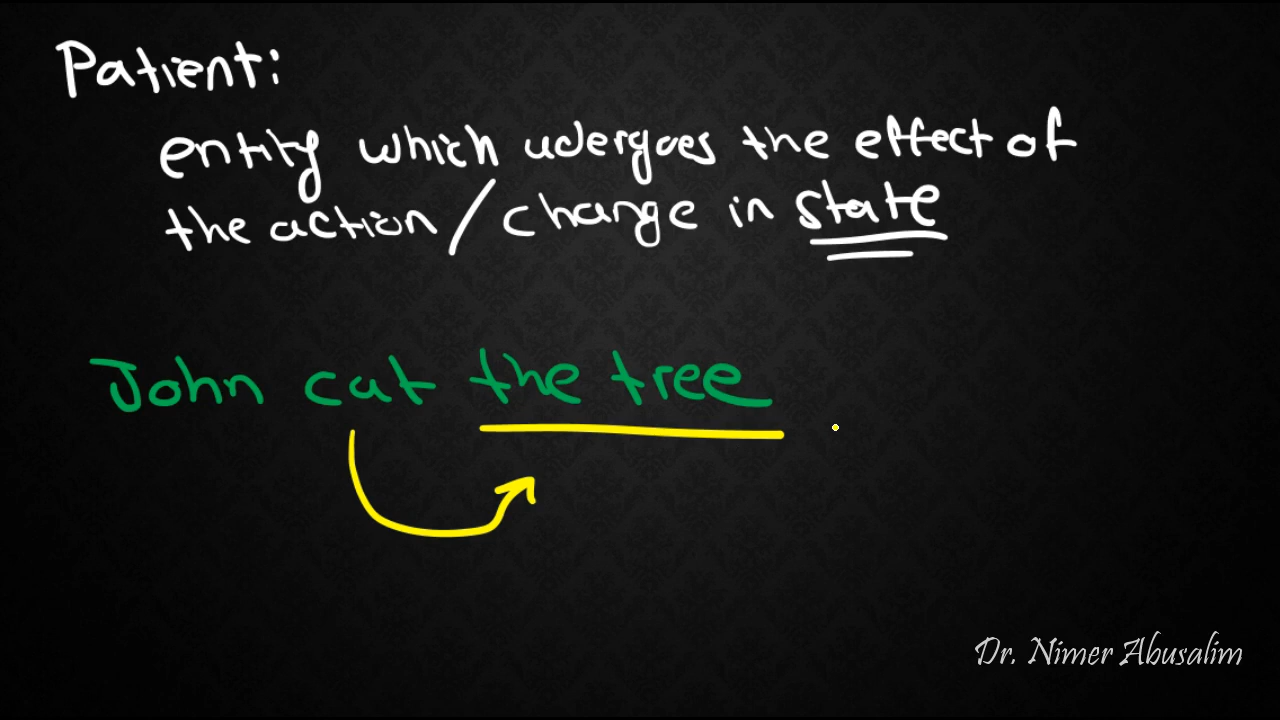 Patient:
entity which udergoes the effect of
the action / change in state
John cut the tree
Dr. Nimer Abusalim